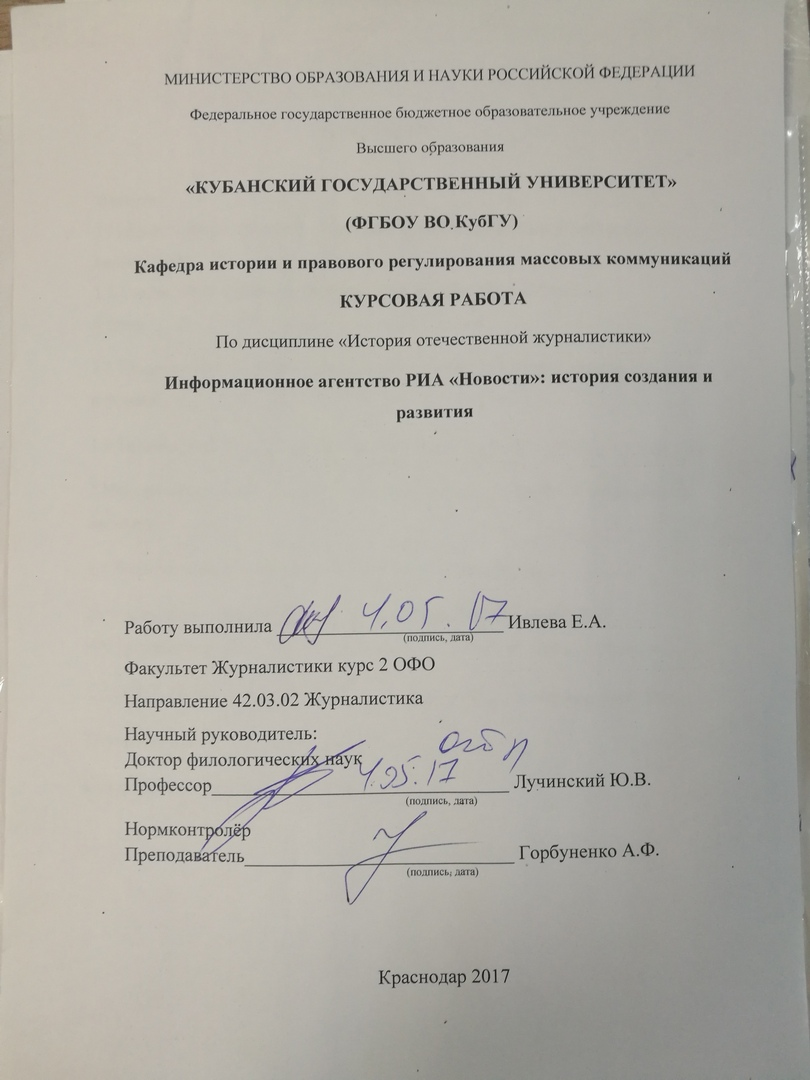 МИНИСТЕРСТВО ОБРАЗОВАНИЯ И НАУКИ РОССИЙСКОЙ ФЕДЕРАЦИИ
Федеральное государственное бюджетное образовательное учреждение
Высшего образования
«КУБАНСКИЙ ГОСУДАРСТВЕННЫЙ УНИВЕРСИТЕТ»
(ФГБОУ ВО КубГУ)
Кафедра истории и правового регулирования массовых коммуникаций
КУРСОВАЯ РАБОТА
По дисциплине «История отечественной журналистики»
Информационное агентство РИА «Новости»: история создания и
развития
Работу выполнила 4.05.17 Ивлева Е.А.
(подпись, дата)
Факультет Журналистики курс 2 ОФО
Направление 42.03.02 Журналистика
Научный руководитель:
Доктор филологических наук
Профессор 4.05.17 Лучинский Ю.В.
(подпись, дата)
Нормконтролёр
Преподаватель Горбуненко А.Ф.
(подпись, дата)
Краснодар 2017